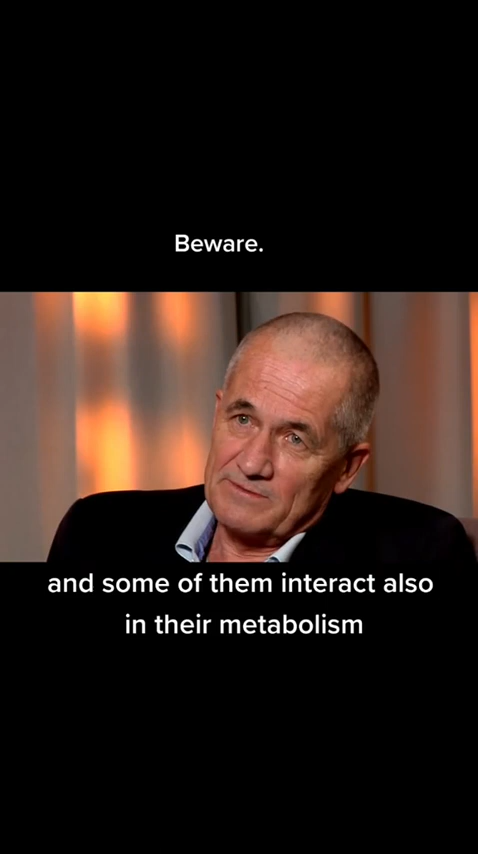 Beware.
and some of them interact also
in their metabolism